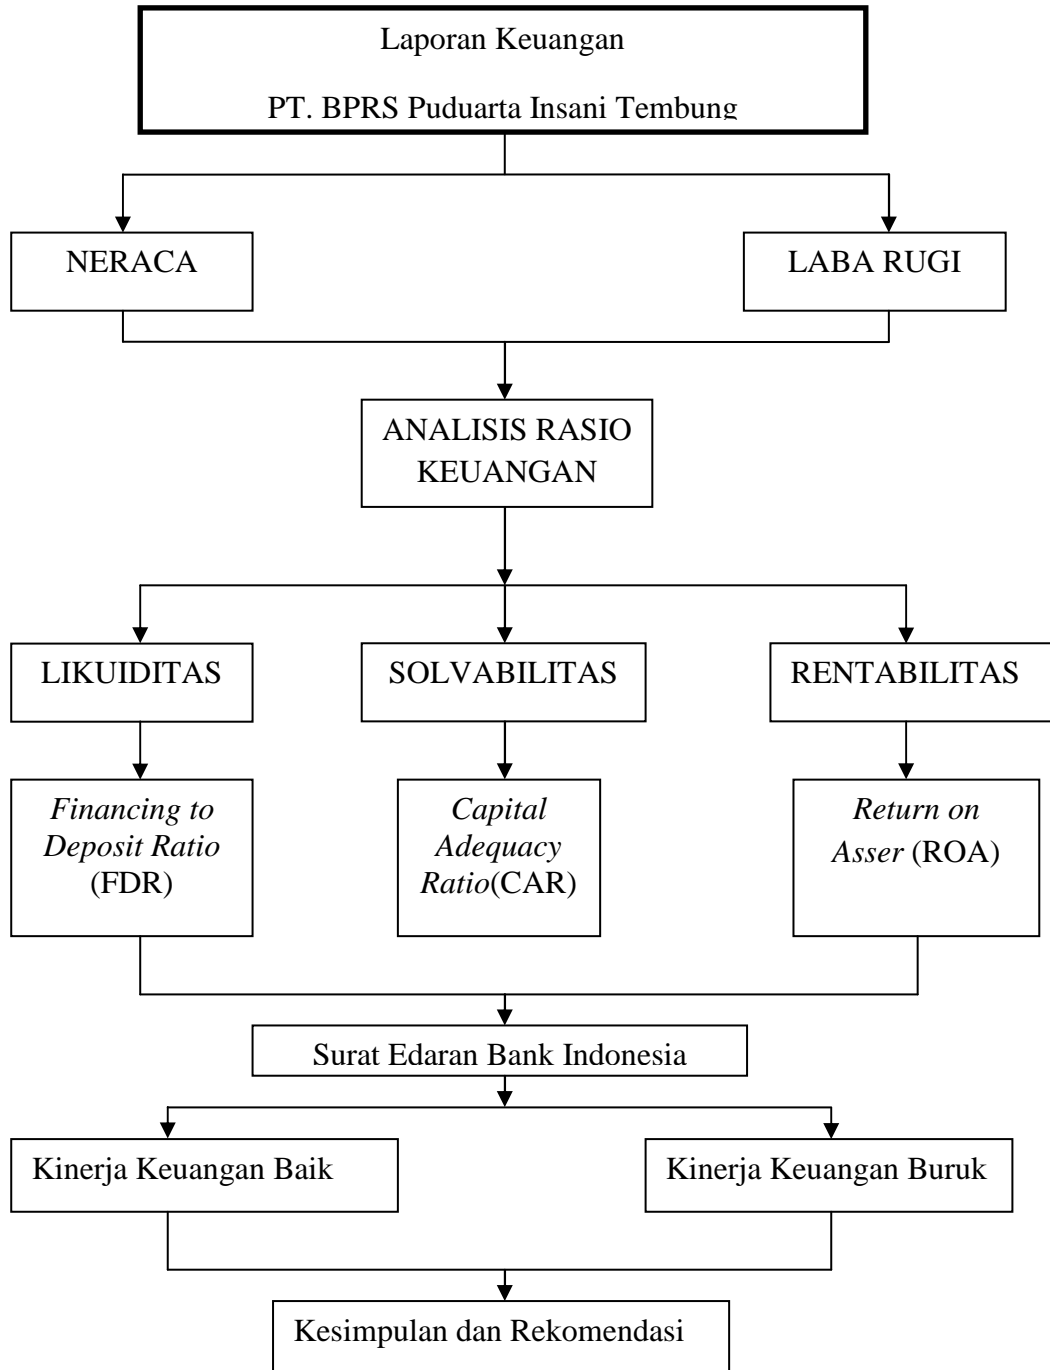 Laporan Keuangan
PT. BPRS Puduarta Insani Tembung
NERACA
LABA RUGI
ANALISIS RASIO
KEUANGAN
LIKUIDITAS
SOLVABILITAS
RENTABILITAS
Financing to
Deposit Ratio
(FDR)
Capital
Adequacy
Ratio(CAR)
Return on
Asser (ROA)
Surat Edaran Bank Indonesia
Kinerja Keuangan Baik
Kinerja Keuangan Buruk
Kesimpulan dan Rekomendasi